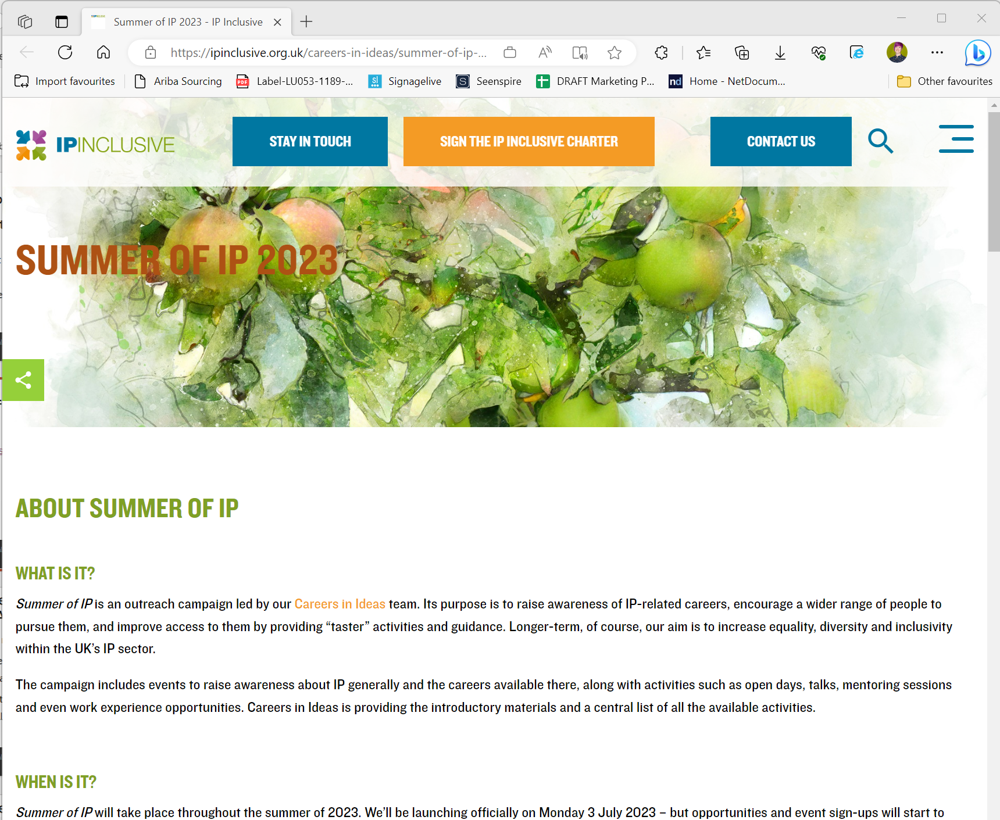 Summer of IP 2023 - IP Inclusive
https://ipinclusive.org.uk/careers-in-ideas/summer-of-ip-...
Import favourites
Ariba Sourcing
Label-LU053-1189-...
Signagelive
Seenspire
DRAFT Marketing P...
Home - NetDocum...
Other favourites
IPINCLUSIVE
STAY IN TOUCH
SIGN THE IP INCLUSIVE CHARTER
CONTACT US
SUMMER OF IP 2023
ABOUT SUMMER OF IP
WHAT IS IT?
Summer of IP is an outreach campaign led by our Careers in Ideas team. Its purpose is to raise awareness of IP-related careers, encourage a wider range of people to
pursue them, and improve access to them by providing “taster” activities and guidance. Longer-term, of course, our aim is to increase equality, diversity and inclusivity
within the UK’s IP sector.
The campaign includes events to raise awareness about IP generally and the careers available there, along with activities such as open days, talks, mentoring sessions
and even work experience opportunities. Careers in Ideas is providing the introductory materials and a central list of all the available activities.
WHEN IS IT?
Summer of IP will take place throughout the summer of 2023. We’ll be launching officially on Monday 3 July 2023 – but opportunities and event sign-ups will start to